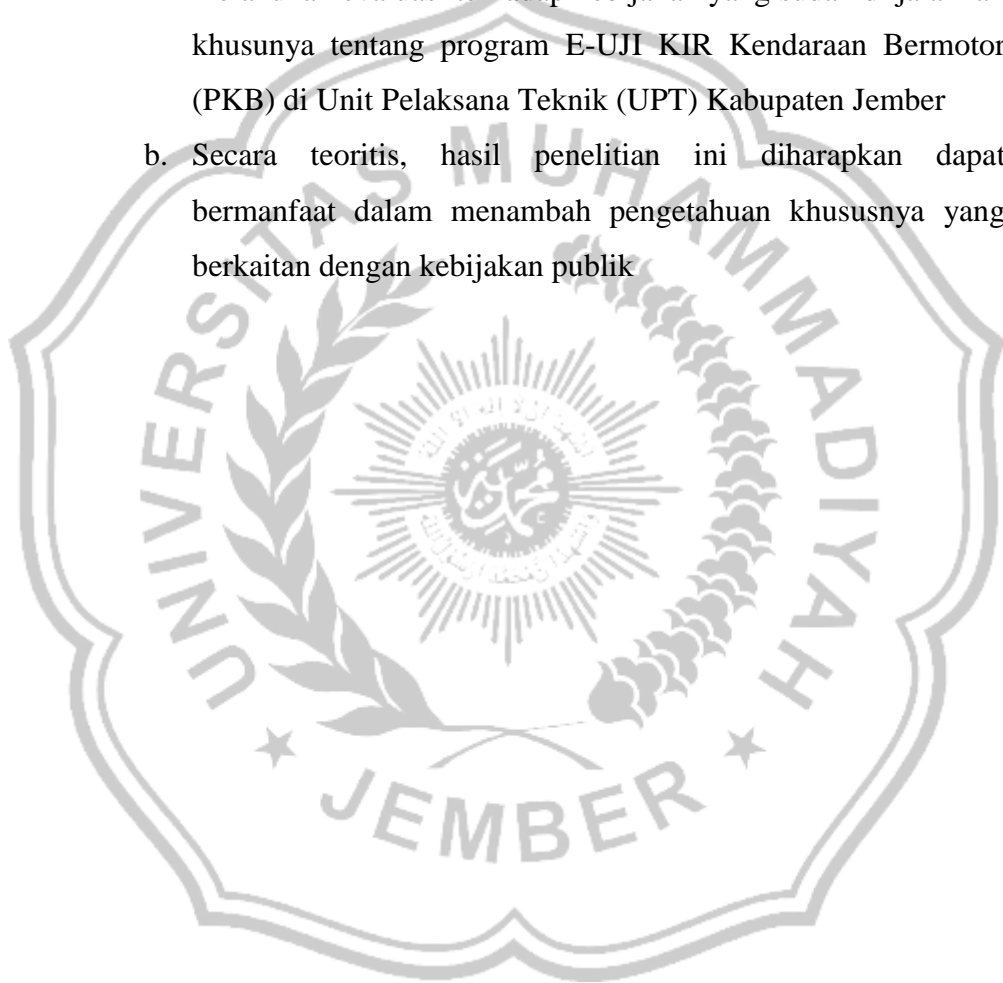 khusunya tentang program E-UJI KIR Kendaraan Bermotor
(PKB) di Unit Pelaksana Teknik (UPT) Kabupaten Jember
b. Secara teoritis, hasil penelitian ini diharapkan dapat
bermanfaat dalam menambah pengetahuan khususnya yang
berkaitan dengan kebijakan publik
UNIVERSITAS MUHAMMADIYAH
JEMBER